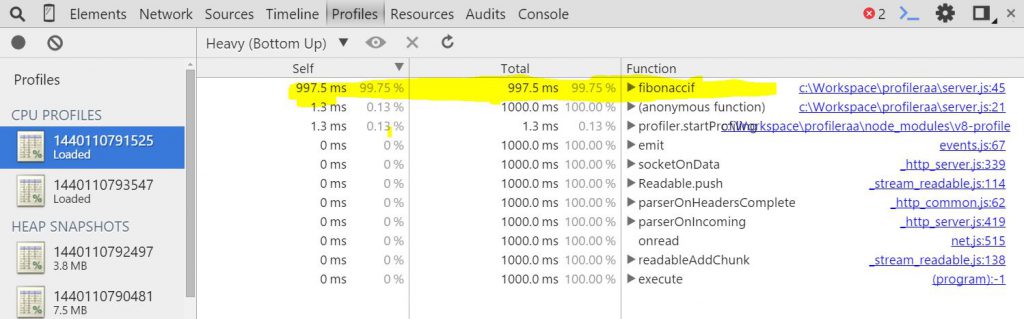 Elements Network Sources Timeline Profiles Resources Audits Console 2
Heavy (Bottom Up)
Profiles
CPU PROFILES
1440110791525
Loaded
1440110793547
Loaded
HEAP SNAPSHOTS
1440110792497
3.8 MB
1440110790481
7.5 MB
Self Total Function
997.5 ms 99.75 % 997.5 ms 99.75 % fibonaccif c:\Workspace\profileraa\server.js:45
1.3 ms 0.13 % 1000.0 ms 100.00 % (anonymous function) c:\Workspace\profileraa\server.js:21
1.3 ms 0.13 % 1.3 ms 0.13 % profiler.startProfiling \Workspace\profileraa\node_modules\v8-profile
0 ms 0 % 1000.0 ms 100.00 % emit events.js:67
0 ms 0 % 1000.0 ms 100.00 % socketOnData _http_server.js:339
0 ms 0 % 1000.0 ms 100.00 % Readable.push _stream_readable.js:114
0 ms 0 % 1000.0 ms 100.00 % parserOnHeadersComplete _http_common.js:62
0 ms 0 % 1000.0 ms 100.00 % parserOnIncoming _http_server.js:419
0 ms 0 % 1000.0 ms 100.00 % onread net.js:515
0 ms 0 % 1000.0 ms 100.00 % readableAddChunk _stream_readable.js:138
0 ms 0 % 1000.0 ms 100.00 % execute (program):-1